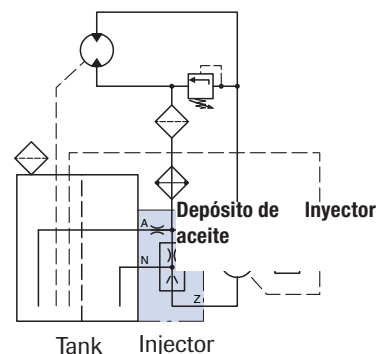 Depósito de Inyector
aceite
A
N
Z
Tank Injector